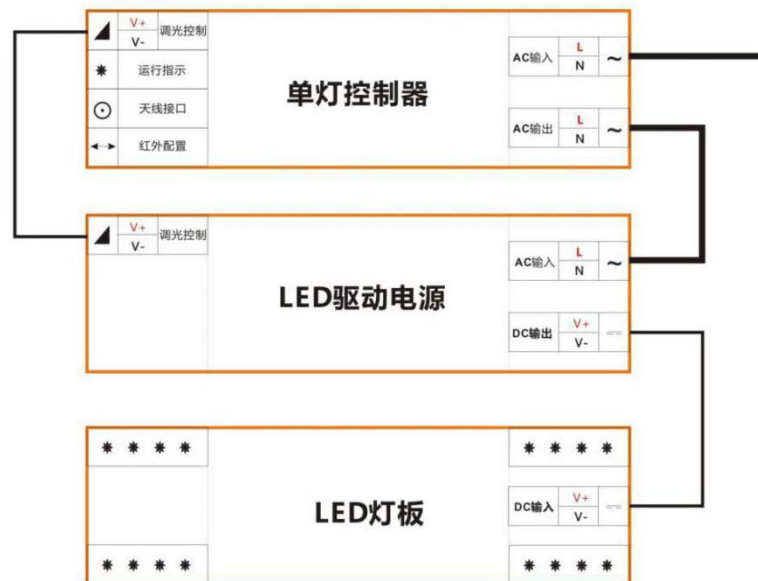 V+
V-
调光控制
运行指示
天线接口
红外配置
单灯控制器
AC输入
L
N
~
AC输出
L
N
~
V+
V-
调光控制
LED驱动电源
AC输入
L
N
~
DC输出
V+
V-
LED灯板
DC输入
V+
V-